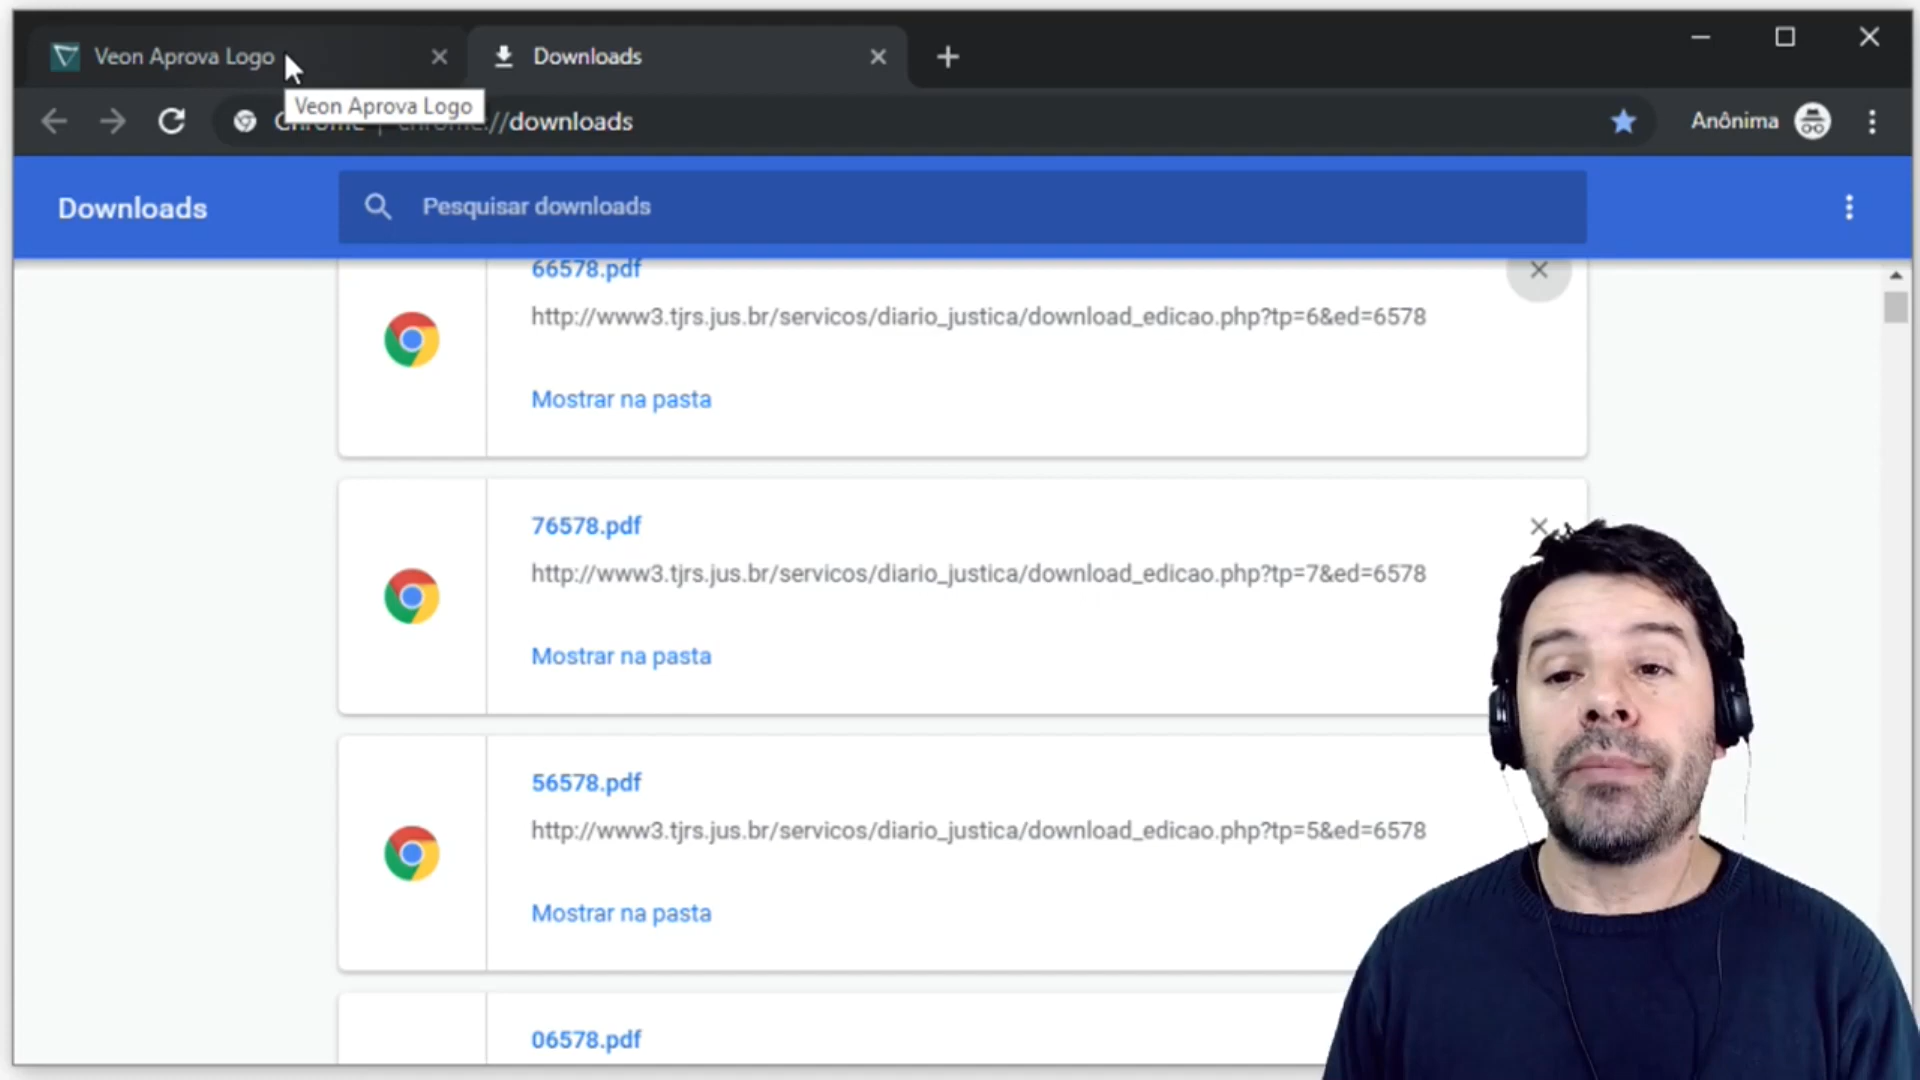 Veon Aprova Logo
Downloads
Veon Aprova Logo
Chrome | chrome://downloads
Anônima
Downloads
Pesquisar downloads
66578.pdf
http://www3.tjrs.jus.br/servicos/diario_justica/download_edicao.php?tp=6&ed=6578
Mostrar na pasta
76578.pdf
http://www3.tjrs.jus.br/servicos/diario_justica/download_edicao.php?tp=7&ed=6578
Mostrar na pasta
56578.pdf
http://www3.tjrs.jus.br/servicos/diario_justica/download_edicao.php?tp=5&ed=6578
Mostrar na pasta
06578.pdf